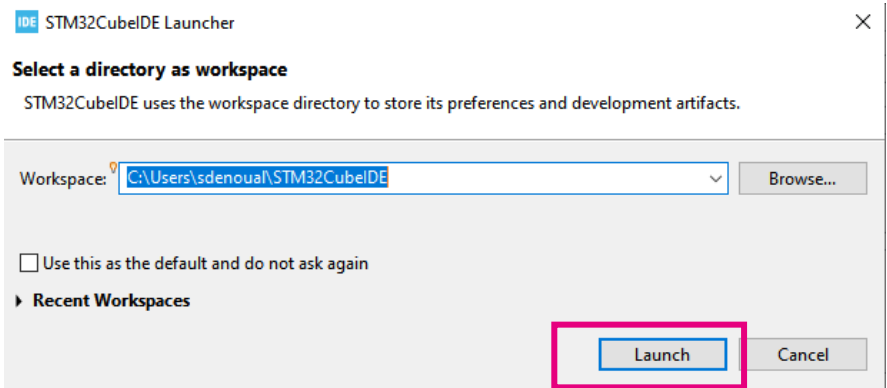 IDE STM32CubeIDE Launcher
Select a directory as workspace
STM32CubeIDE uses the workspace directory to store its preferences and development artifacts.
Workspace: C:\Users\sdenoual\STM32CubeIDE Browse...
Use this as the default and do not ask again
Recent Workspaces
Launch Cancel